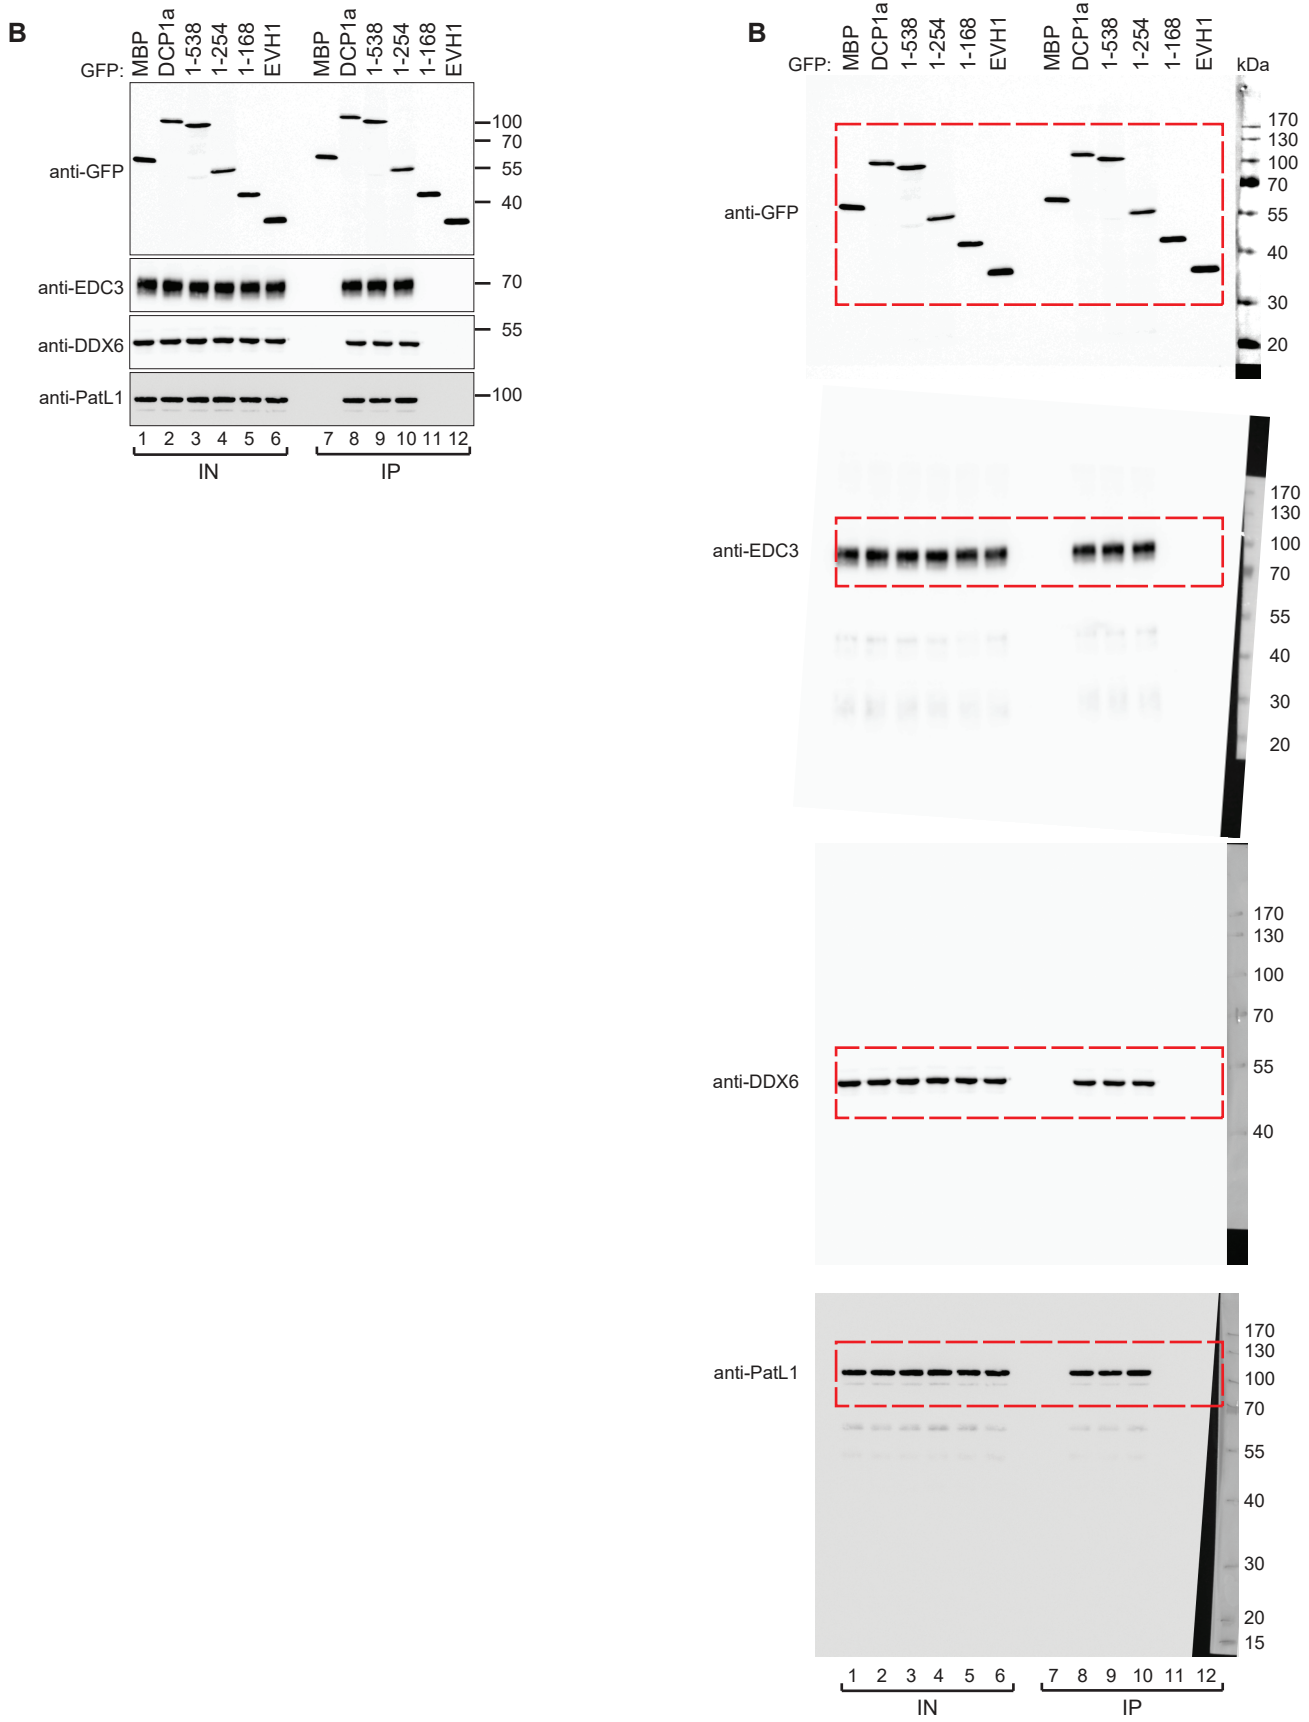 B
GFP: MBP DCP1a 1-538 1-254 1-168 EVH1 MBP DCP1a 1-538 1-254 1-168 EVH1
anti-GFP
100
70
55
40
anti-EDC3
70
anti-DDX6
55
anti-PatL1
100
1 2 3 4 5 6 7 8 9 10 11 12
IN IP
B
GFP: MBP DCP1a 1-538 1-254 1-168 EVH1 MBP DCP1a 1-538 1-254 1-168 EVH1 kDa
anti-GFP
170
130
100
70
55
40
30
20
anti-EDC3
170
130
100
70
55
40
30
20
anti-DDX6
170
130
100
70
55
40
anti-PatL1
170
130
100
70
55
40
30
20
15
1 2 3 4 5 6 7 8 9 10 11 12
IN IP